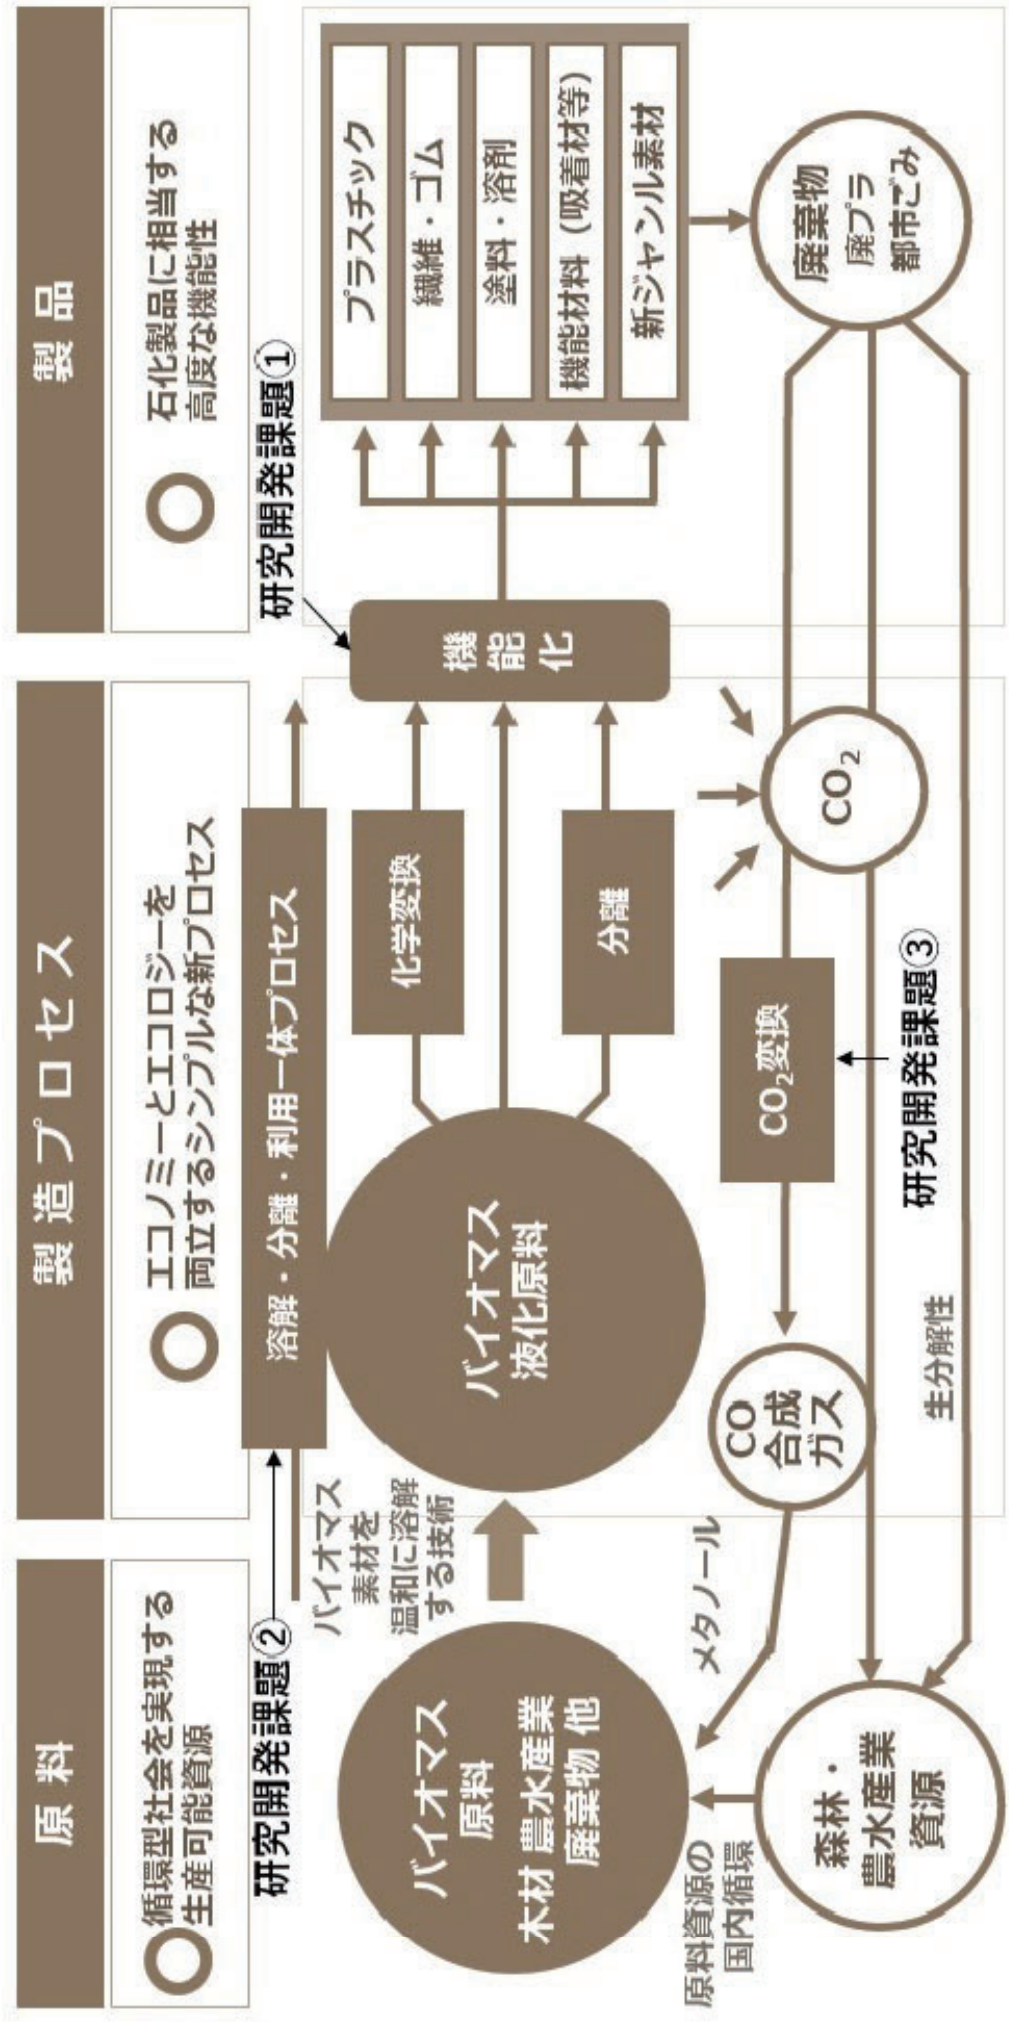 原料
製造プロセス
製品
循環型社会を実現する
生産可能資源
エコノミーとエコロジーを
両立するシンプルな新プロセス
石化製品に相当する
高度な機能性
研究開発課題②
研究開発課題①
溶解・分離・利用一体プロセス
バイオマス
素材を
温和に溶解
する技術
バイオマス
原料
木材 農水産業
廃棄物 他
バイオマス
液化原料
化学変換
分離
機
能
化
プラスチック
繊維・ゴム
塗料・溶剤
機能材料（吸着材等）
新ジャンル素材
原料資源の
国内循環
メタノール
CO
合成
ガス
CO₂変換
CO₂
研究開発課題③
廃棄物
廃プラ
都市ごみ
森林・
農水産業
資源
生分解性